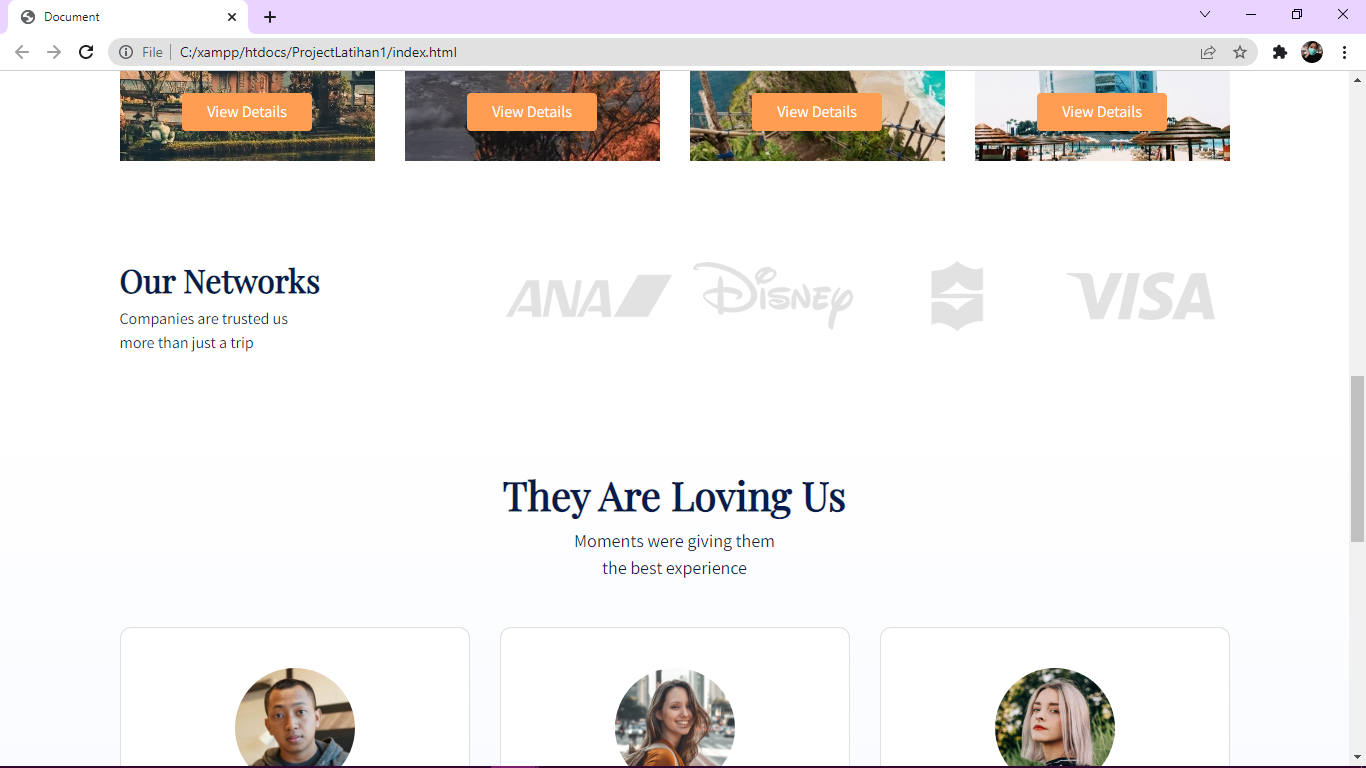 Document
File
C:/xampp/htdocs/ProjectLatihan1/index.html
View Details
View Details
View Details
View Details
Our Networks
Companies are trusted us
more than just a trip
ANA
Disney
VISA
They Are Loving Us
Moments were giving them
the best experience